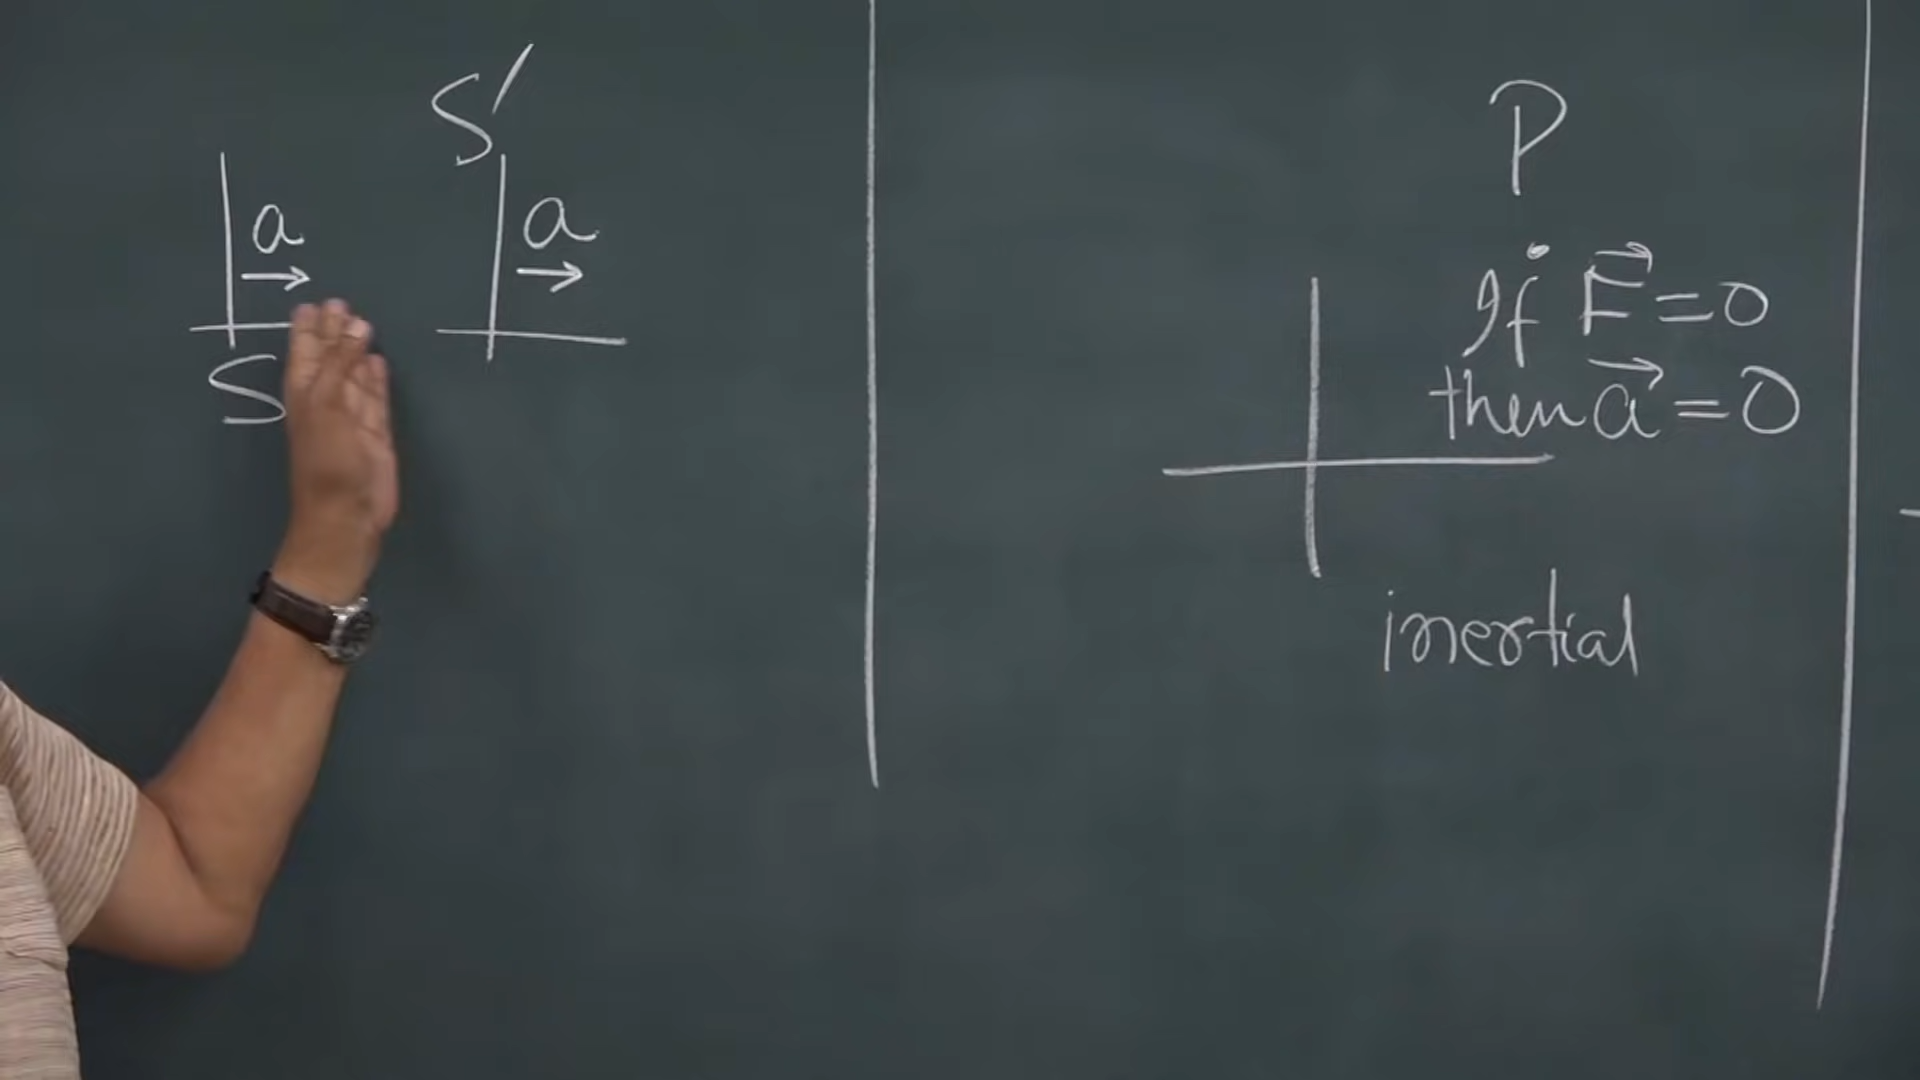 S'
a
a
S
P
If F⃗ = 0
then a⃗ = 0
inertial